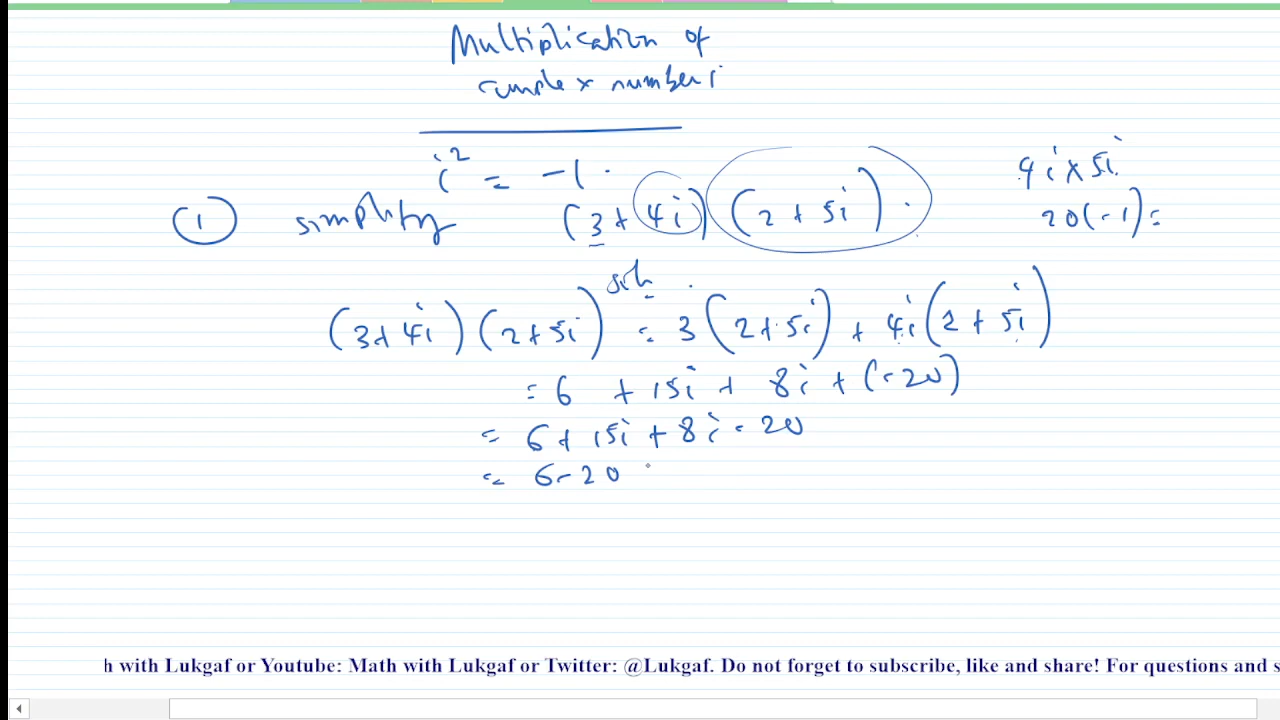 Multiplication of
complex numbers
i² = -1.
① simplify (3 + 4i) (2 + 5i).
4i × 5i
20(-1) =
soln.
(3 + 4i) (2 + 5i) = 3 (2 + 5i) + 4i (2 + 5i)
= 6 + 15i + 8i + (-20)
= 6 + 15i + 8i - 20
= 6 - 20
h with Lukgaf or Youtube: Math with Lukgaf or Twitter: @Lukgaf. Do not forget to subscribe, like and share! For questions and s